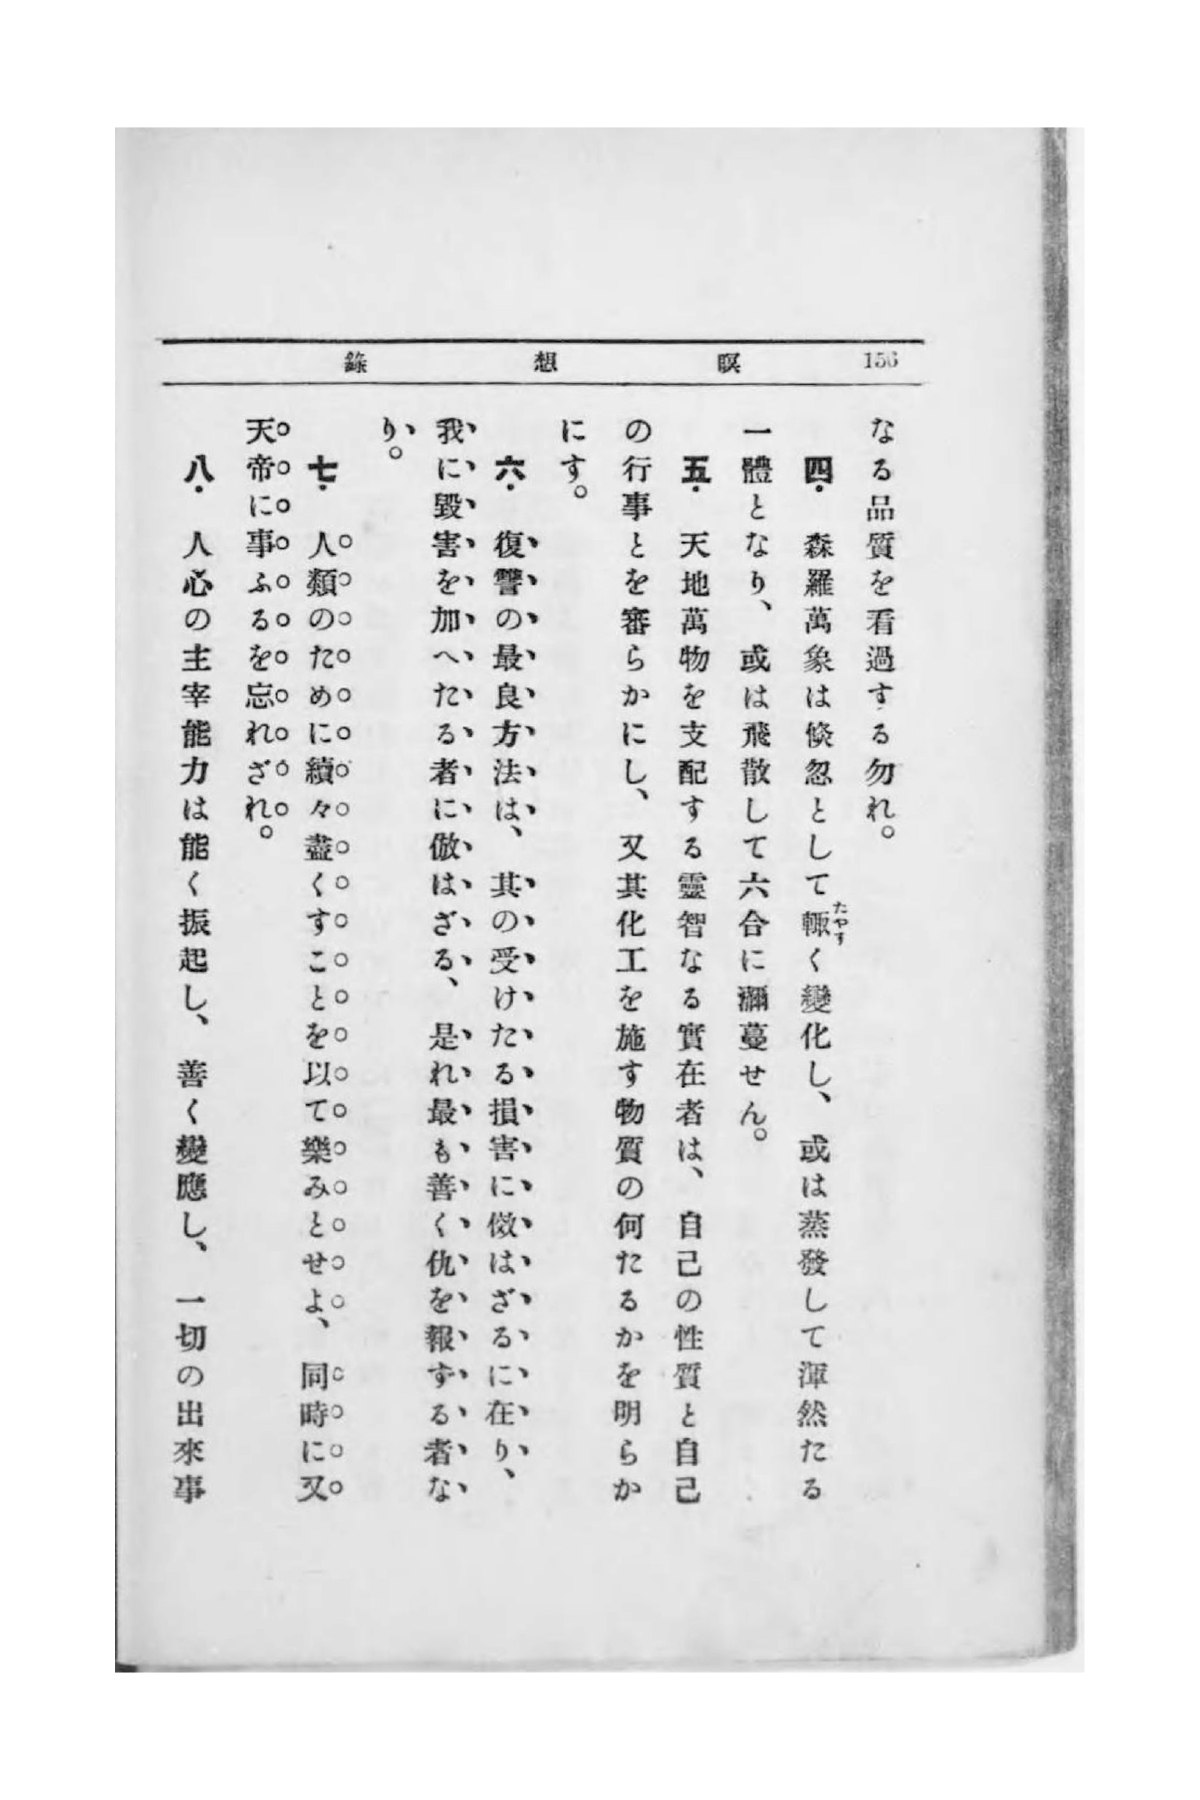 156 瞑想錄
なる品質を看過する勿れ。
四・ 森羅萬象は倏忽として輙く變化し、或は蒸發して渾然たる
たやす
一體となり、或は飛散して六合に瀰蔓せん。
五・ 天地萬物を支配する靈智なる實在者は、自己の性質と自己
の行事とを審らかにし、又其化工を施す物質の何たるかを明らか
にす。
六・ 復讐の最良方法は、其の受けたる損害に傚はざるに在り、
我に毀害を加へたる者に倣はざる、是れ最も善く仇を報ずる者な
り。
七・ 人類のために續々盡くすことを以て樂みとせよ、同時に又
天帝に事ふるを忘れざれ。
八・ 人心の主宰能力は能く振起し、善く變應し、一切の出來事